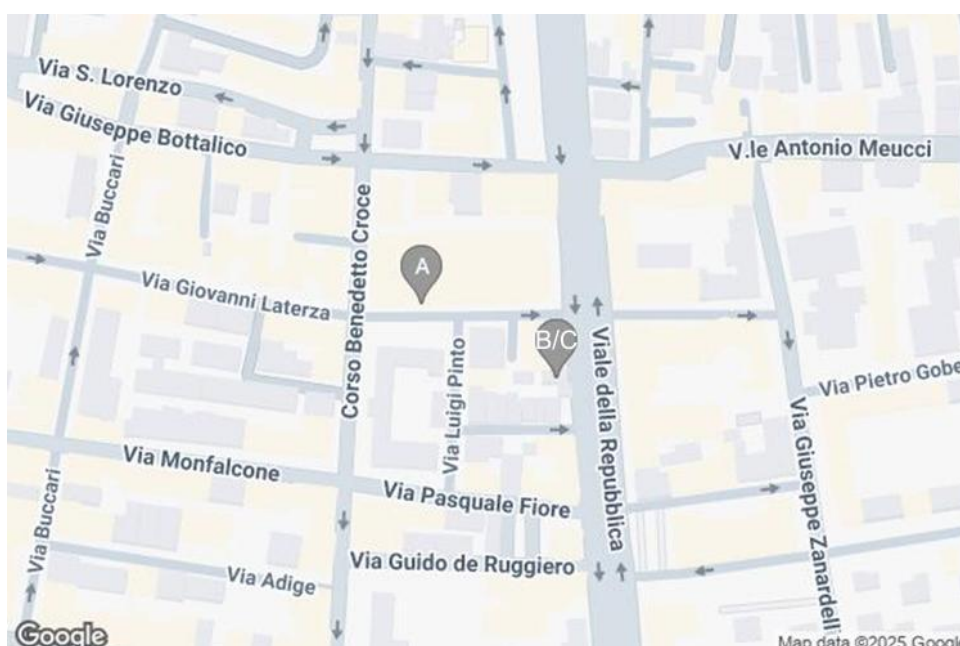 Via S. Lorenzo
Via Giuseppe Bottalico
V.le Antonio Meucci
Via Buccari
Corso Benedetto Croce
A
Via Giovanni Laterza
B/C
Viale della Repubblica
Via Luigi Pinto
Via Pietro Gobe
Via Giuseppe Zanardelli
Via Monfalcone
Via Pasquale Fiore
Via Buccari
Via Guido de Ruggiero
Via Adige
Google
Map data ©2025 Google